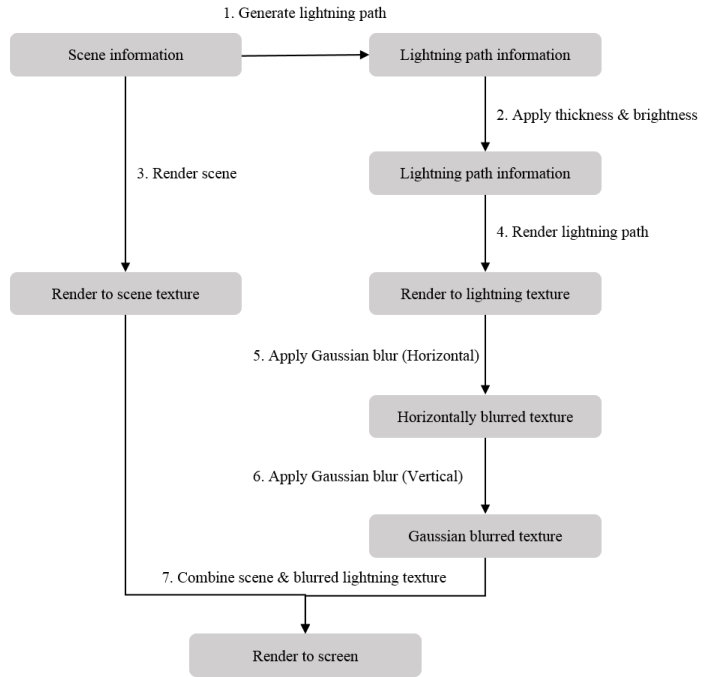 1. Generate lightning path
Scene information
Lightning path information
2. Apply thickness & brightness
3. Render scene
Lightning path information
4. Render lightning path
Render to scene texture
Render to lightning texture
5. Apply Gaussian blur (Horizontal)
Horizontally blurred texture
6. Apply Gaussian blur (Vertical)
Gaussian blurred texture
7. Combine scene & blurred lightning texture
Render to screen